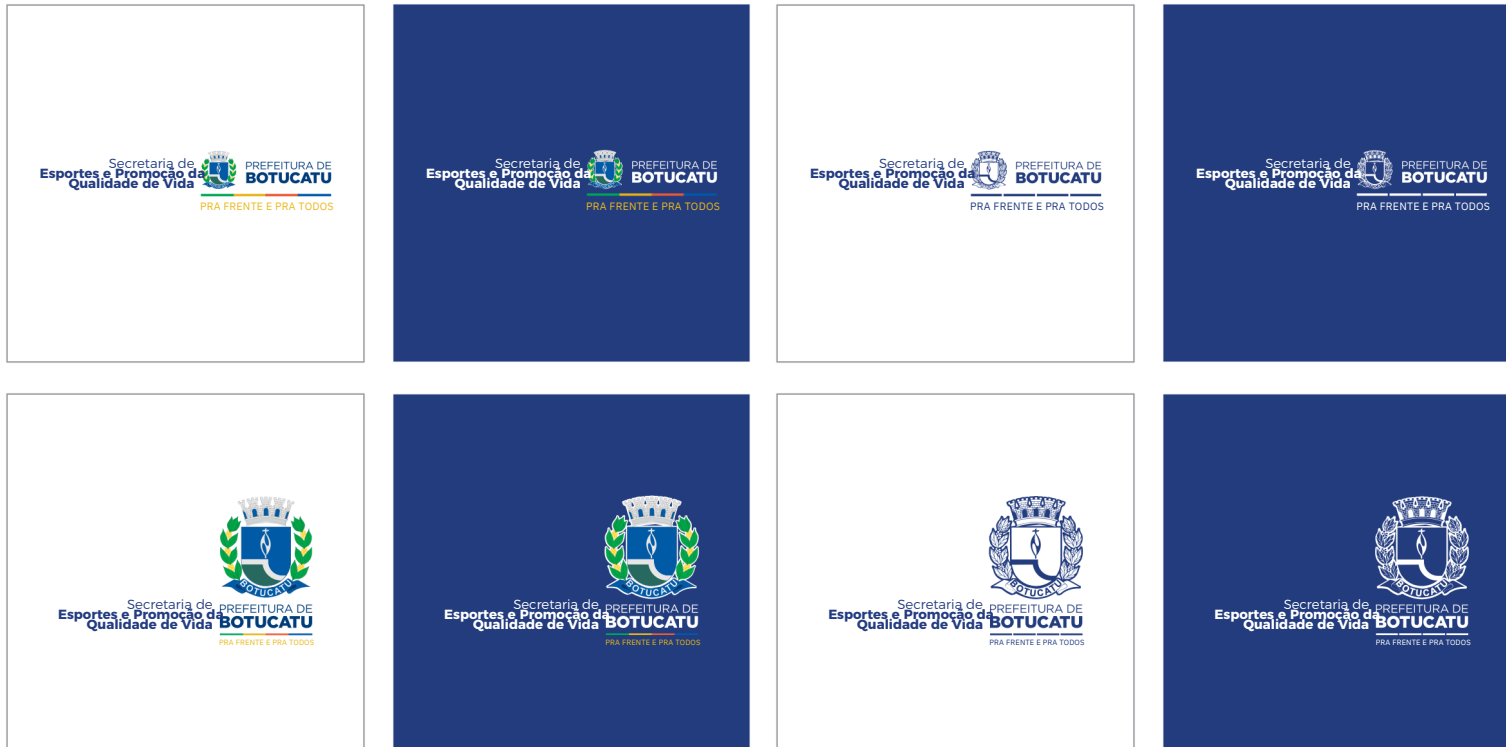 Secretaria de
Esportes e Promoção da
Qualidade de Vida
PREFEITURA DE
BOTUCATU
PRA FRENTE E PRA TODOS
Secretaria de
Esportes e Promoção da
Qualidade de Vida
PREFEITURA DE
BOTUCATU
PRA FRENTE E PRA TODOS
Secretaria de
Esportes e Promoção da
Qualidade de Vida
PREFEITURA DE
BOTUCATU
PRA FRENTE E PRA TODOS
Secretaria de
Esportes e Promoção da
Qualidade de Vida
PREFEITURA DE
BOTUCATU
PRA FRENTE E PRA TODOS
BOTUCATU
Secretaria de
Esportes e Promoção da
Qualidade de Vida
PREFEITURA DE
BOTUCATU
PRA FRENTE E PRA TODOS
BOTUCATU
Secretaria de
Esportes e Promoção da
Qualidade de Vida
PREFEITURA DE
BOTUCATU
PRA FRENTE E PRA TODOS
BOTUCATU
Secretaria de
Esportes e Promoção da
Qualidade de Vida
PREFEITURA DE
BOTUCATU
PRA FRENTE E PRA TODOS
BOTUCATU
Secretaria de
Esportes e Promoção da
Qualidade de Vida
PREFEITURA DE
BOTUCATU
PRA FRENTE E PRA TODOS